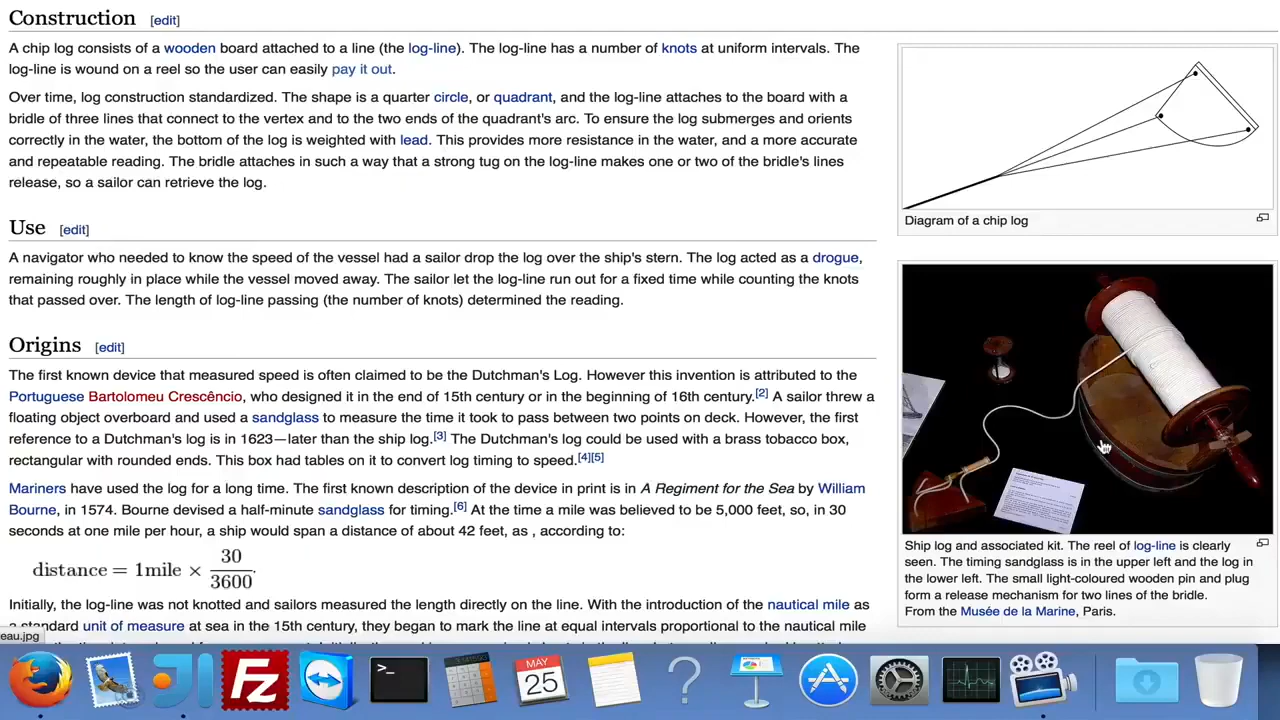 Construction [edit]
A chip log consists of a wooden board attached to a line (the log-line). The log-line has a number of knots at uniform intervals. The
log-line is wound on a reel so the user can easily pay it out.
Over time, log construction standardized. The shape is a quarter circle, or quadrant, and the log-line attaches to the board with a
bridle of three lines that connect to the vertex and to the two ends of the quadrant's arc. To ensure the log submerges and orients
correctly in the water, the bottom of the log is weighted with lead. This provides more resistance in the water, and a more accurate
and repeatable reading. The bridle attaches in such a way that a strong tug on the log-line makes one or two of the bridle's lines
release, so a sailor can retrieve the log.
Diagram of a chip log
Use [edit]
A navigator who needed to know the speed of the vessel had a sailor drop the log over the ship's stern. The log acted as a drogue,
remaining roughly in place while the vessel moved away. The sailor let the log-line run out for a fixed time while counting the knots
that passed over. The length of log-line passing (the number of knots) determined the reading.
Origins [edit]
The first known device that measured speed is often claimed to be the Dutchman's Log. However this invention is attributed to the
Portuguese Bartolomeu Crescêncio, who designed it in the end of 15th century or in the beginning of 16th century.[2] A sailor threw a
floating object overboard and used a sandglass to measure the time it took to pass between two points on deck. However, the first
reference to a Dutchman's log is in 1623—later than the ship log.[3] The Dutchman's log could be used with a brass tobacco box,
rectangular with rounded ends. This box had tables on it to convert log timing to speed.[4][5]
Mariners have used the log for a long time. The first known description of the device in print is in A Regiment for the Sea by William
Bourne, in 1574. Bourne devised a half-minute sandglass for timing.[6] At the time a mile was believed to be 5,000 feet, so, in 30
seconds at one mile per hour, a ship would span a distance of about 42 feet, as , according to:
distance = 1mile × 30/3600.
Initially, the log-line was not knotted and sailors measured the length directly on the line. With the introduction of the nautical mile as
a standard unit of measure at sea in the 15th century, they began to mark the line at equal intervals proportional to the nautical mile
Ship log and associated kit. The reel of log-line is clearly
seen. The timing sandglass is in the upper left and the log in
the lower left. The small light-coloured wooden pin and plug
form a release mechanism for two lines of the bridle.
From the Musée de la Marine, Paris.
eau.jpg
Fz
>_
MAY
25
?